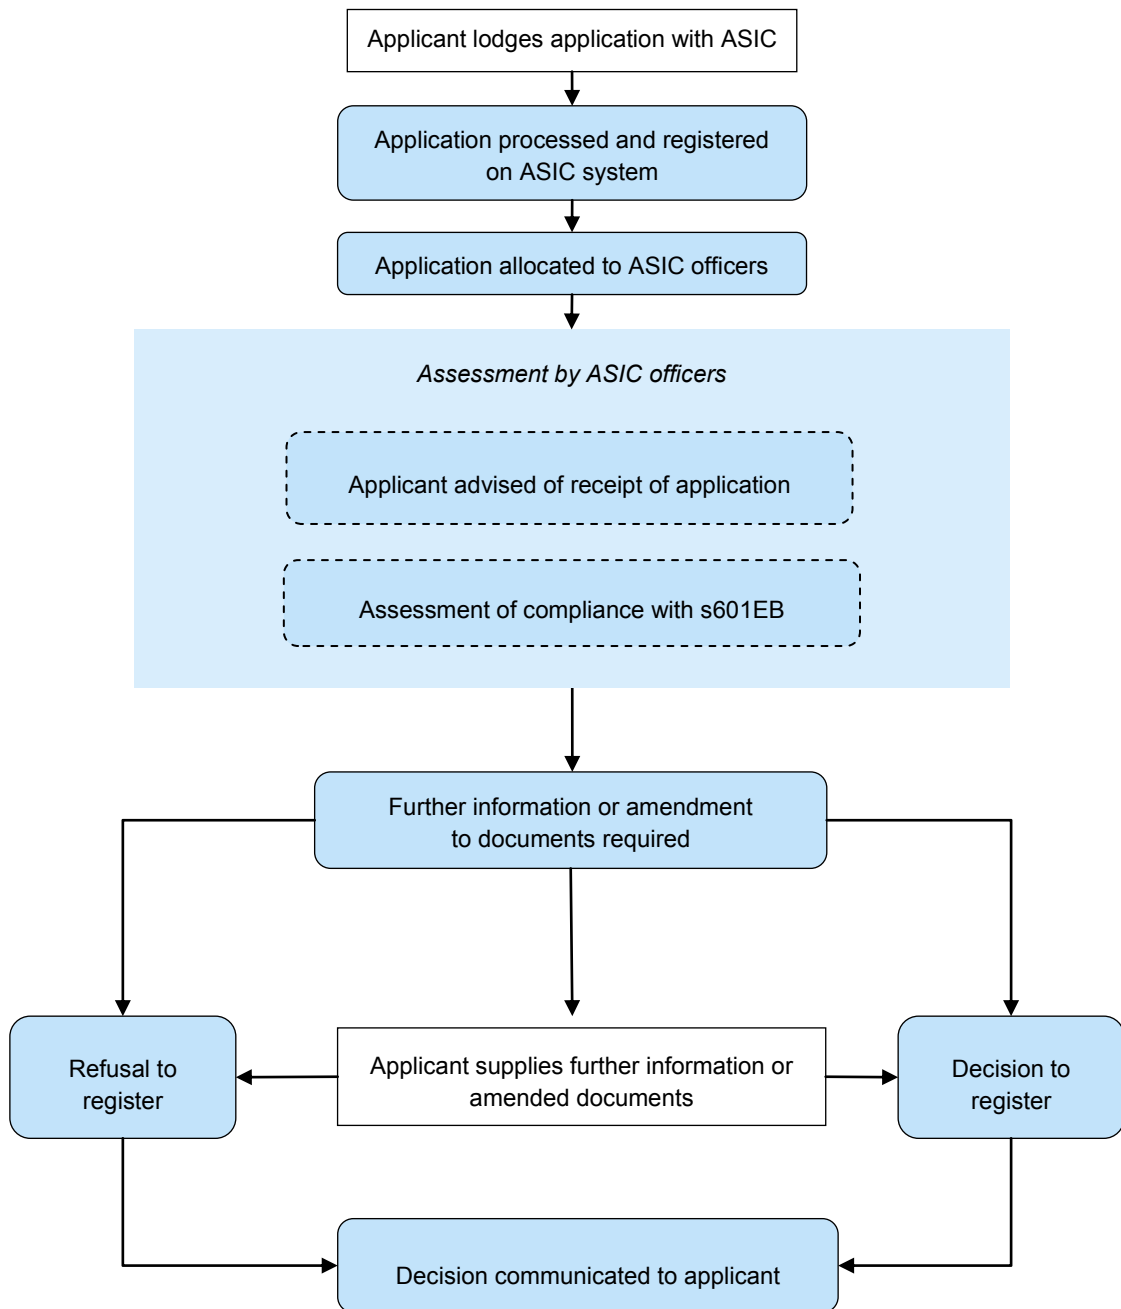 Applicant lodges application with ASIC
Application processed and registered
on ASIC system
Application allocated to ASIC officers
Assessment by ASIC officers
Applicant advised of receipt of application
Assessment of compliance with s601EB
Further information or amendment
to documents required
Refusal to
register
Applicant supplies further information or
amended documents
Decision to
register
Decision communicated to applicant